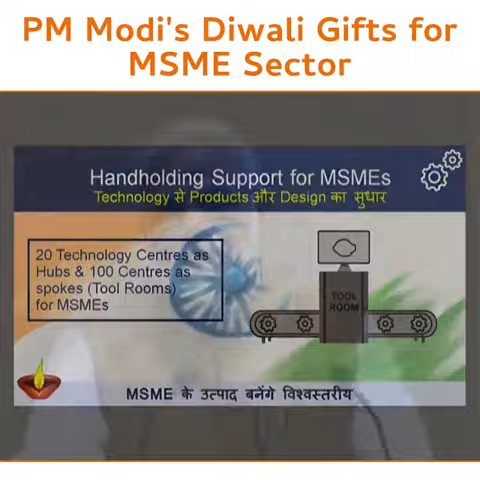 PM Modi's Diwali Gifts for
MSME Sector
Handholding Support for MSMEs
Technology से Products और Design का सुधार
20 Technology Centres as
Hubs & 100 Centres as
spokes (Tool Rooms)
for MSMEs
TOOL
ROOM
MSME के उत्पाद बनेंगे विश्वस्तरीय